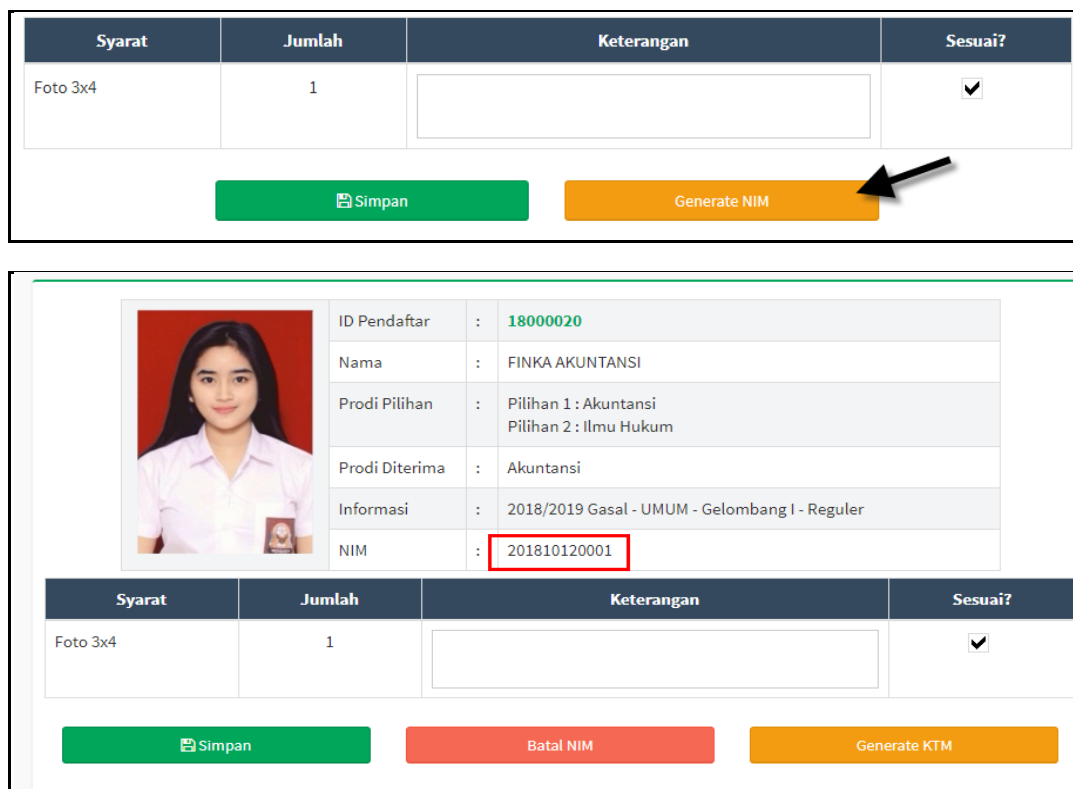 Syarat Jumlah Keterangan Sesuai?
Foto 3x4 1
Simpan Generate NIM
ID Pendaftar : 18000020
Nama : FINKA AKUNTANSI
Prodi Pilihan : Pilihan 1 : Akuntansi
Pilihan 2 : Ilmu Hukum
Prodi Diterima : Akuntansi
Informasi : 2018/2019 Gasal - UMUM - Gelombang I - Reguler
NIM : 201810120001
Syarat Jumlah Keterangan Sesuai?
Foto 3x4 1
Simpan Batal NIM Generate KTM